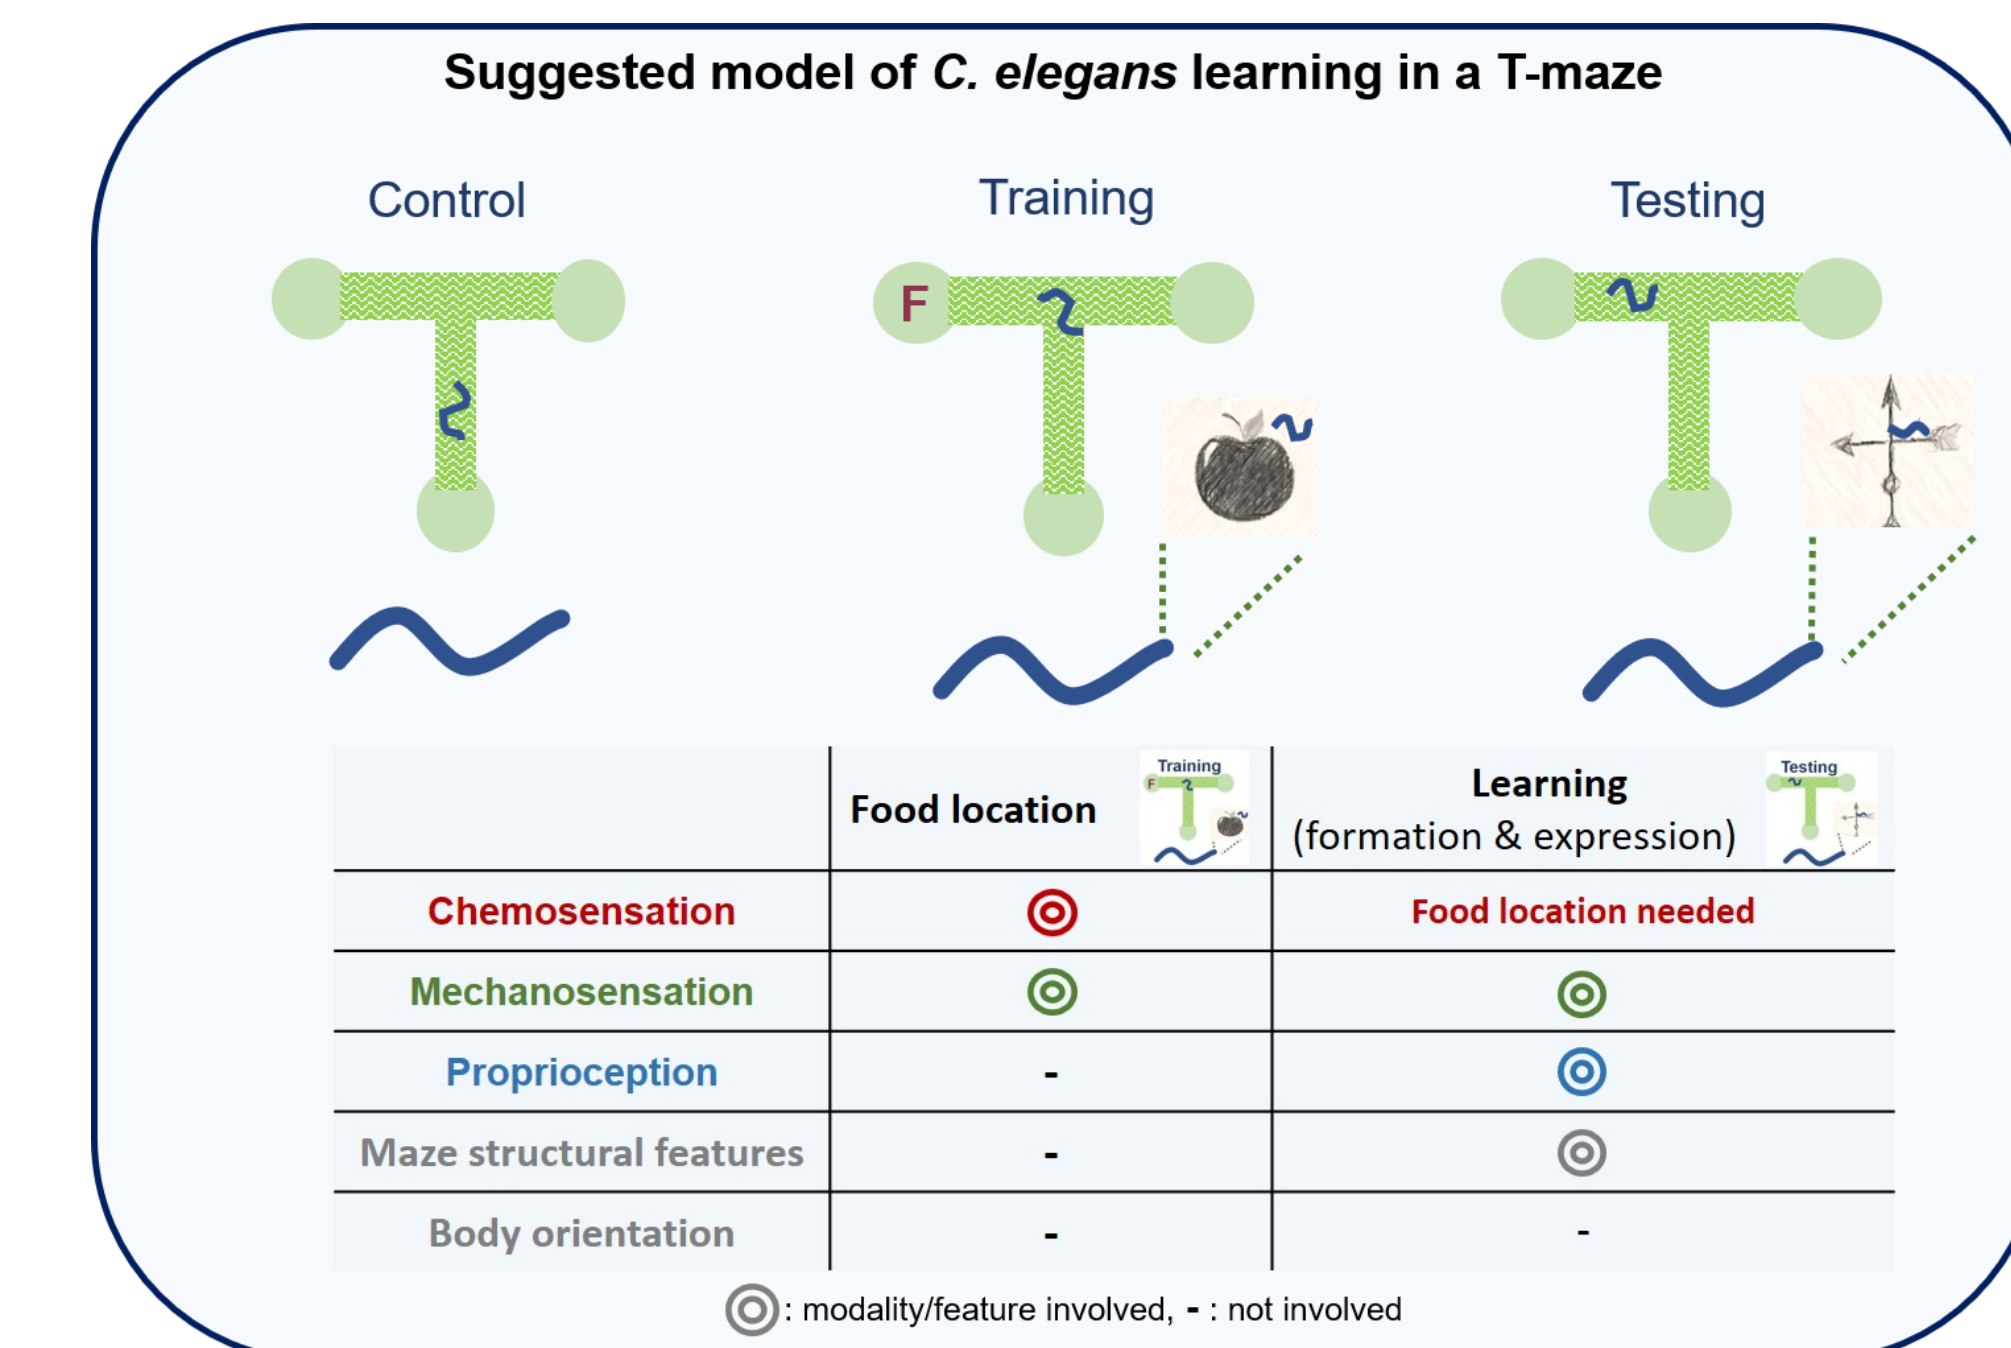 Suggested model of C. elegans learning in a T-maze
Control Training Testing
F
Food location
Training
F
Learning
(formation & expression)
Testing
Chemosensation Food location needed
Mechanosensation
Proprioception -
Maze structural features -
Body orientation - -
: modality/feature involved, - : not involved